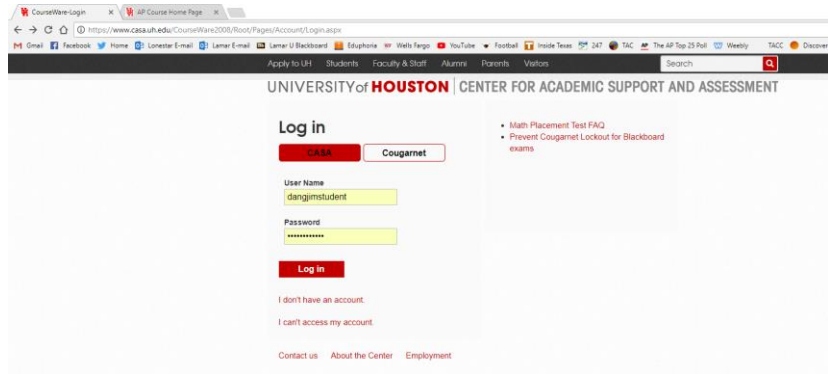 CourseWare-Login × AP Course Home Page ×
https://www.casa.uh.edu/CourseWare2008/Root/Pages/Account/Login.aspx
Gmail Facebook Home Lonestar E-mail Lamar E-mail Lamar U Blackboard Eduphoria Wells Fargo YouTube Football Inside Texas 247 TAC The AP Top 25 Poll Weebly TACC Discover
Apply to UH Students Faculty & Staff Alumni Parents Visitors Search
UNIVERSITY of HOUSTON CENTER FOR ACADEMIC SUPPORT AND ASSESSMENT
Log in
CASA Cougarnet
User Name
dangjimstudent
Password
••••••••••••
Log in
I don't have an account.
I can't access my account.
Contact us About the Center Employment
• Math Placement Test FAQ
• Prevent Cougarnet Lockout for Blackboard
exams